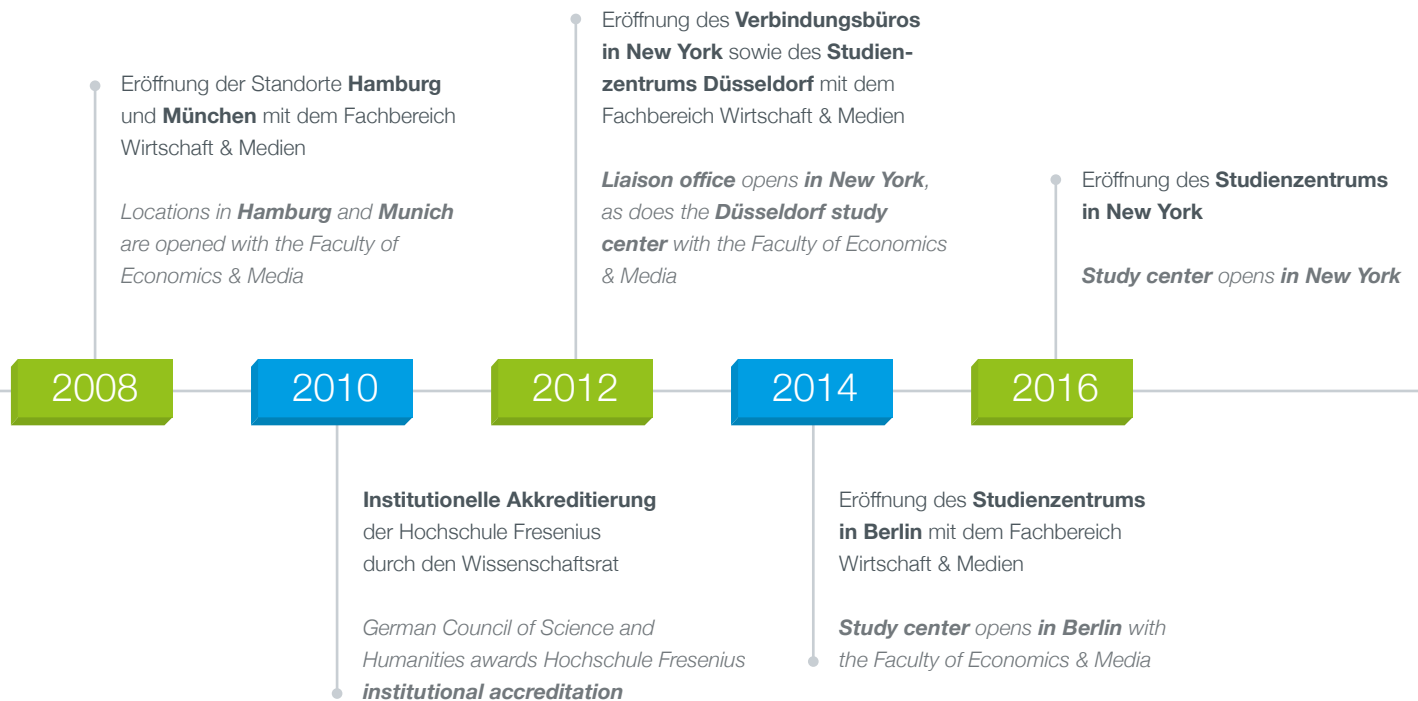 Eröffnung der Standorte Hamburg
und München mit dem Fachbereich
Wirtschaft & Medien
Locations in Hamburg and Munich
are opened with the Faculty of
Economics & Media
Eröffnung des Verbindungsbüros
in New York sowie des Studien-
zentrums Düsseldorf mit dem
Fachbereich Wirtschaft & Medien
Liaison office opens in New York,
as does the Düsseldorf study
center with the Faculty of Economics
& Media
Eröffnung des Studienzentrums
in New York
Study center opens in New York
2008
2010
2012
2014
2016
Institutionelle Akkreditierung
der Hochschule Fresenius
durch den Wissenschaftsrat
German Council of Science and
Humanities awards Hochschule Fresenius
institutional accreditation
Eröffnung des Studienzentrums
in Berlin mit dem Fachbereich
Wirtschaft & Medien
Study center opens in Berlin with
the Faculty of Economics & Media